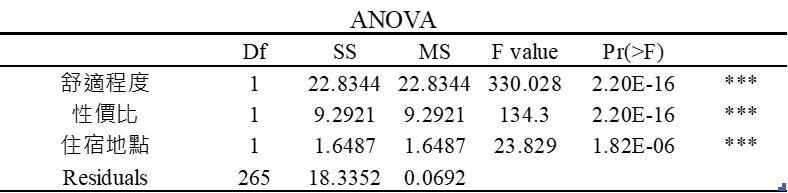 ANOVA
Df SS MS F value Pr(>F)
舒適程度 1 22.8344 22.8344 330.028 2.20E-16 ***
性價比 1 9.2921 9.2921 134.3 2.20E-16 ***
住宿地點 1 1.6487 1.6487 23.829 1.82E-06 ***
Residuals 265 18.3352 0.0692